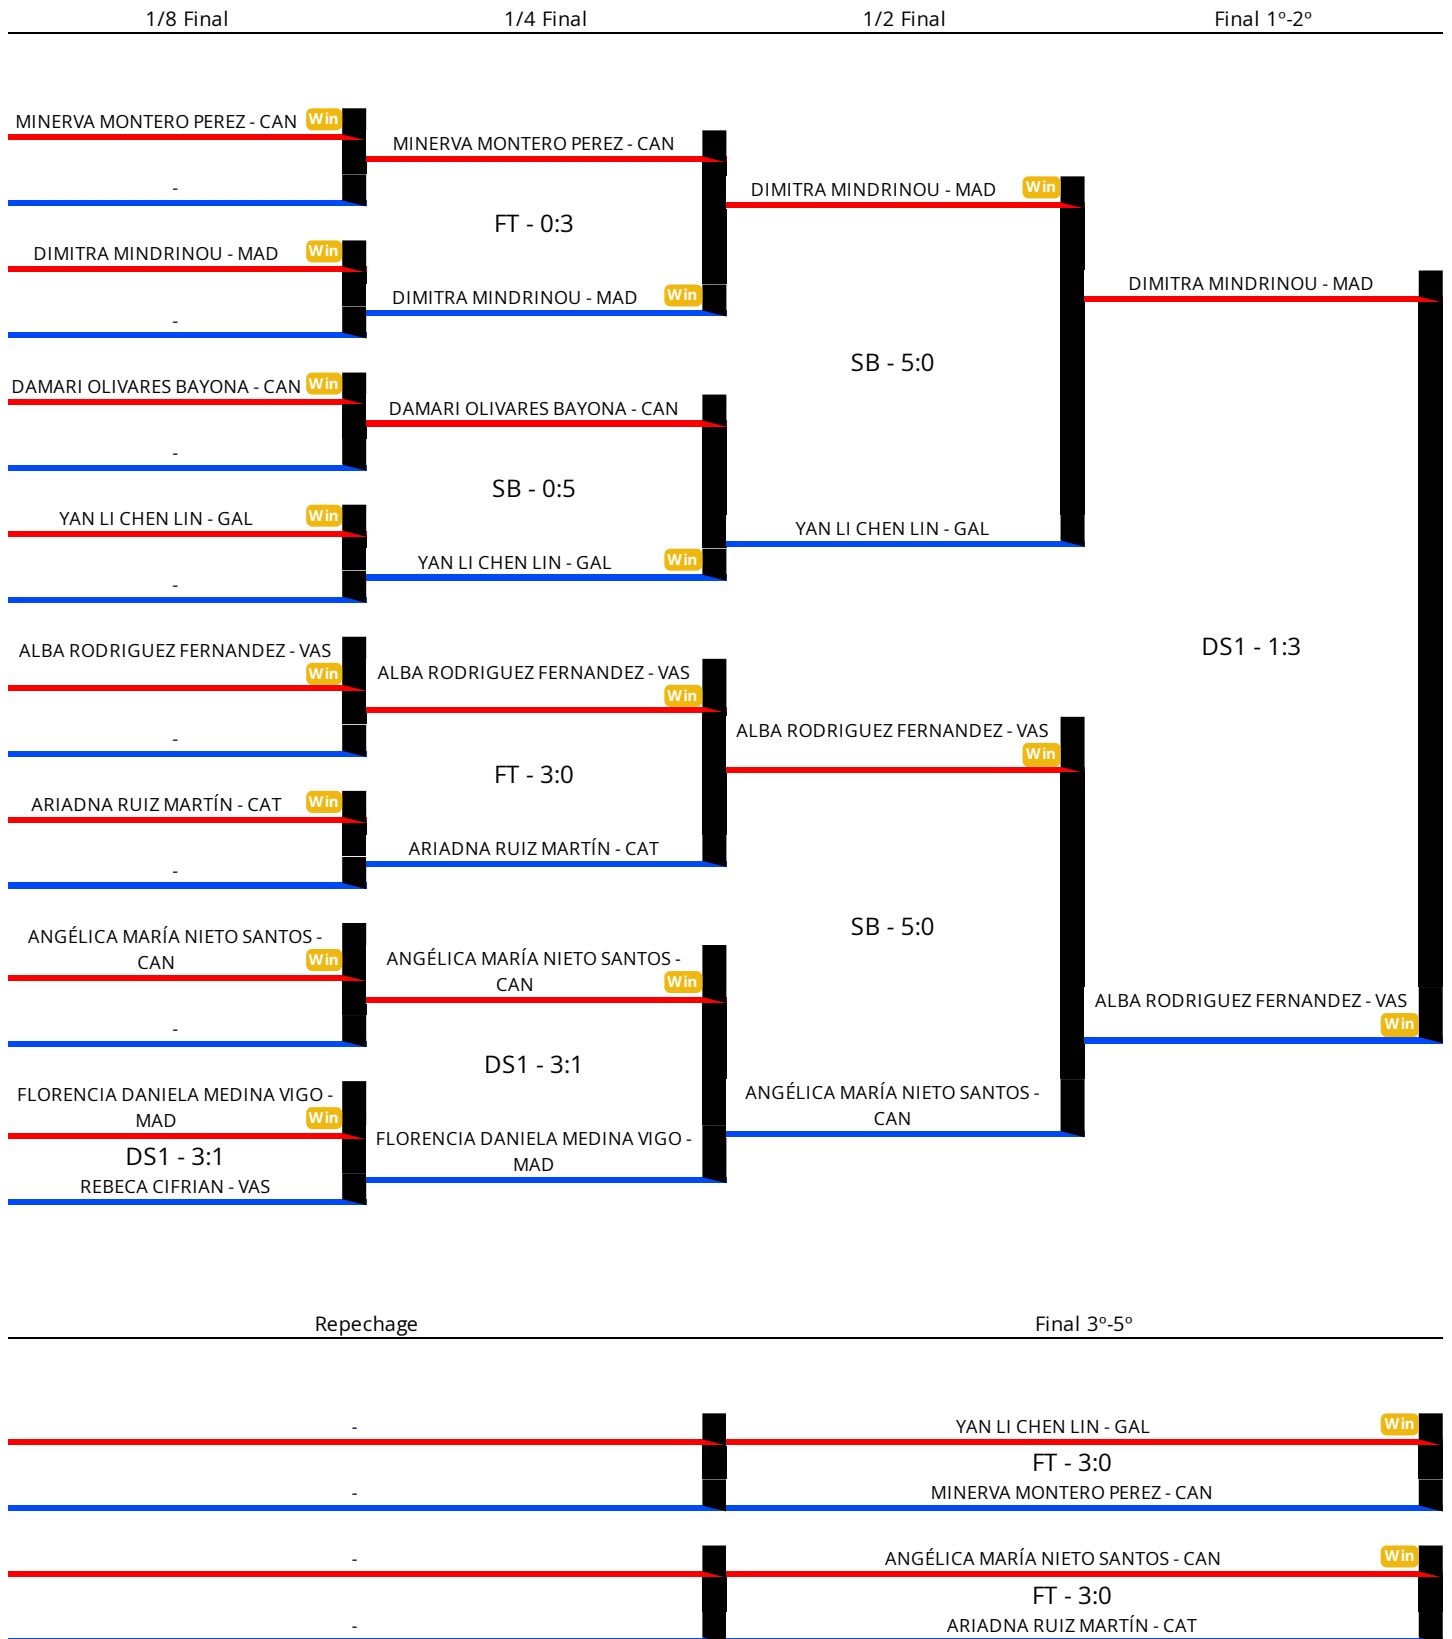 1/8 Final
1/4 Final
1/2 Final
Final 1º-2º
MINERVA MONTERO PEREZ - CAN Win
-
DIMITRA MINDRINOU - MAD Win
-
DAMARI OLIVARES BAYONA - CAN Win
-
YAN LI CHEN LIN - GAL Win
-
ALBA RODRIGUEZ FERNANDEZ - VAS
Win
-
ARIADNA RUIZ MARTÍN - CAT Win
-
ANGÉLICA MARÍA NIETO SANTOS -
CAN Win
-
FLORENCIA DANIELA MEDINA VIGO -
MAD Win
DS1 - 3:1
REBECA CIFRIAN - VAS
MINERVA MONTERO PEREZ - CAN
FT - 0:3
DIMITRA MINDRINOU - MAD Win
DAMARI OLIVARES BAYONA - CAN
SB - 0:5
YAN LI CHEN LIN - GAL Win
ALBA RODRIGUEZ FERNANDEZ - VAS
Win
FT - 3:0
ARIADNA RUIZ MARTÍN - CAT
ANGÉLICA MARÍA NIETO SANTOS -
CAN Win
DS1 - 3:1
FLORENCIA DANIELA MEDINA VIGO -
MAD
DIMITRA MINDRINOU - MAD Win
SB - 5:0
YAN LI CHEN LIN - GAL
ALBA RODRIGUEZ FERNANDEZ - VAS
Win
SB - 5:0
ANGÉLICA MARÍA NIETO SANTOS -
CAN
DIMITRA MINDRINOU - MAD
DS1 - 1:3
ALBA RODRIGUEZ FERNANDEZ - VAS
Win
Repechage
Final 3º-5º
-
-
-
-
YAN LI CHEN LIN - GAL Win
FT - 3:0
MINERVA MONTERO PEREZ - CAN
ANGÉLICA MARÍA NIETO SANTOS - CAN Win
FT - 3:0
ARIADNA RUIZ MARTÍN - CAT